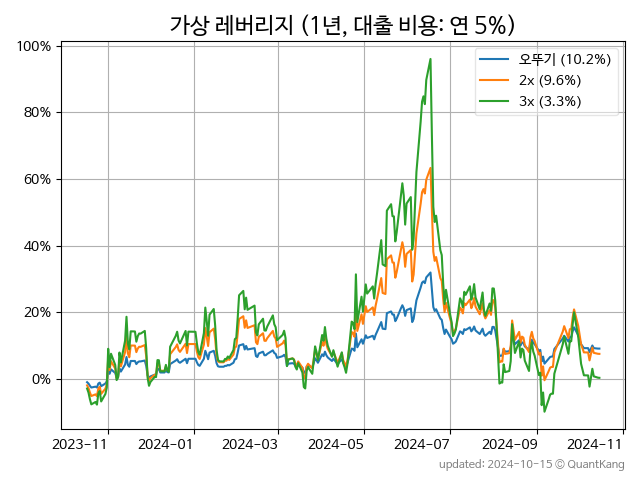 가상 레버리지 (1년, 대출 비용: 연 5%)
100%
80%
60%
40%
20%
0%
오뚜기 (10.2%)
2x (9.6%)
3x (3.3%)
2023-11
2024-01
2024-03
2024-05
2024-07
2024-09
2024-11
updated: 2024-10-15 © QuantKang